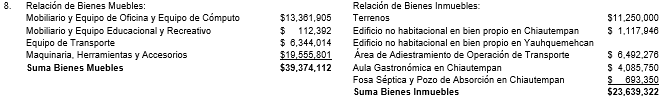 8. Relación de Bienes Muebles:
Mobiliario y Equipo de Oficina y Equipo de Cómputo $13,361,905
Mobiliario y Equipo Educacional y Recreativo $ 112,392
Equipo de Transporte $ 6,344,014
Maquinaria, Herramientas y Accesorios $19,555,801
Suma Bienes Muebles $39,374,112
Relación de Bienes Inmuebles:
Terrenos $11,250,000
Edificio no habitacional en bien propio en Chiautempan $ 1,117,946
Edificio no habitacional en bien propio en Yauhquemehcan
Área de Adiestramiento de Operación de Transporte $ 6,492,276
Aula Gastronómica en Chiautempan $ 4,085,750
Fosa Séptica y Pozo de Absorción en Chiautempan $ 693,350
Suma Bienes Inmuebles $23,639,322